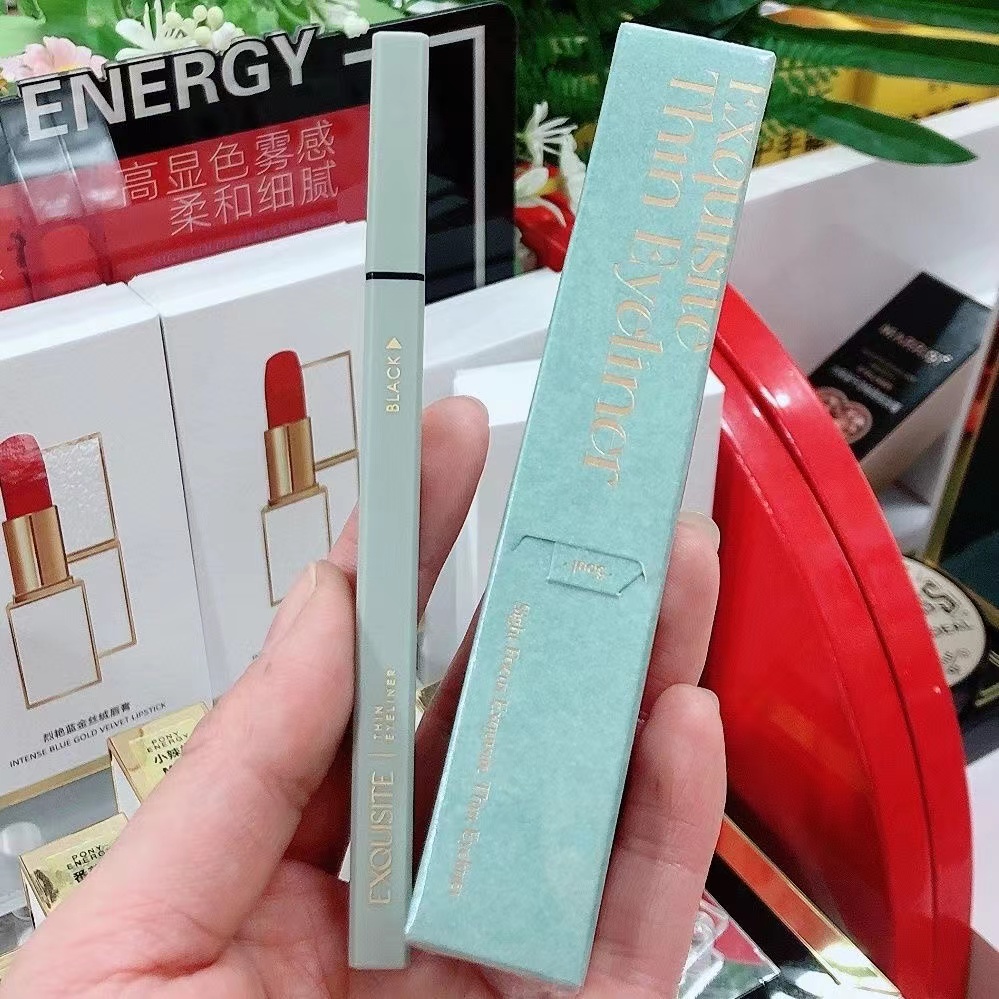 ENERGY
高显色雾感
柔和细腻
BLACK
EXQUISITE
THIN
EYELINER
Exquisite
Thin Eyeliner
Soul
烈艳蓝金丝绒唇膏
INTENSE BLUE GOLD VELVET LIPSTICK
PONY
ENERGY
PONY
ENERGY